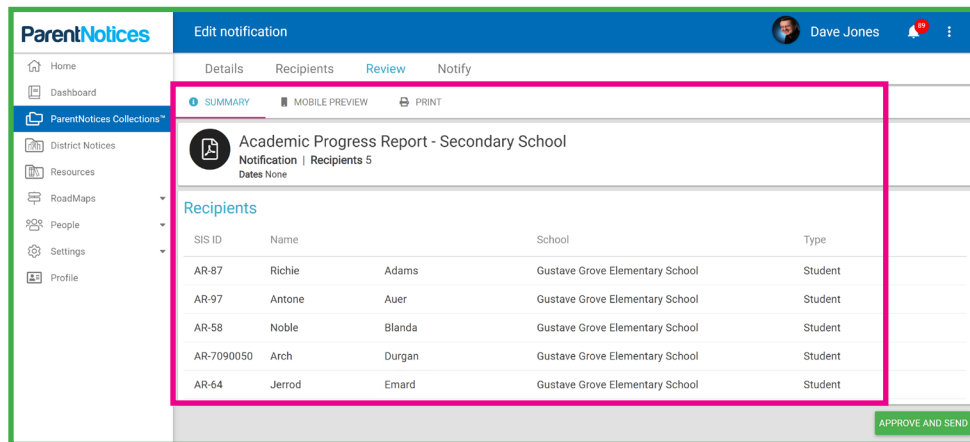 ParentNotices
Edit notification
Dave Jones
89
Home
Dashboard
ParentNotices Collections™
District Notices
Resources
RoadMaps
People
Settings
Profile
Details Recipients Review Notify
SUMMARY MOBILE PREVIEW PRINT
Academic Progress Report - Secondary School
Notification | Recipients 5
Dates None
Recipients
SIS ID Name School Type
AR-87 Richie Adams Gustave Grove Elementary School Student
AR-97 Antone Auer Gustave Grove Elementary School Student
AR-58 Noble Blanda Gustave Grove Elementary School Student
AR-7090050 Arch Durgan Gustave Grove Elementary School Student
AR-64 Jerrod Emard Gustave Grove Elementary School Student
APPROVE AND SEND